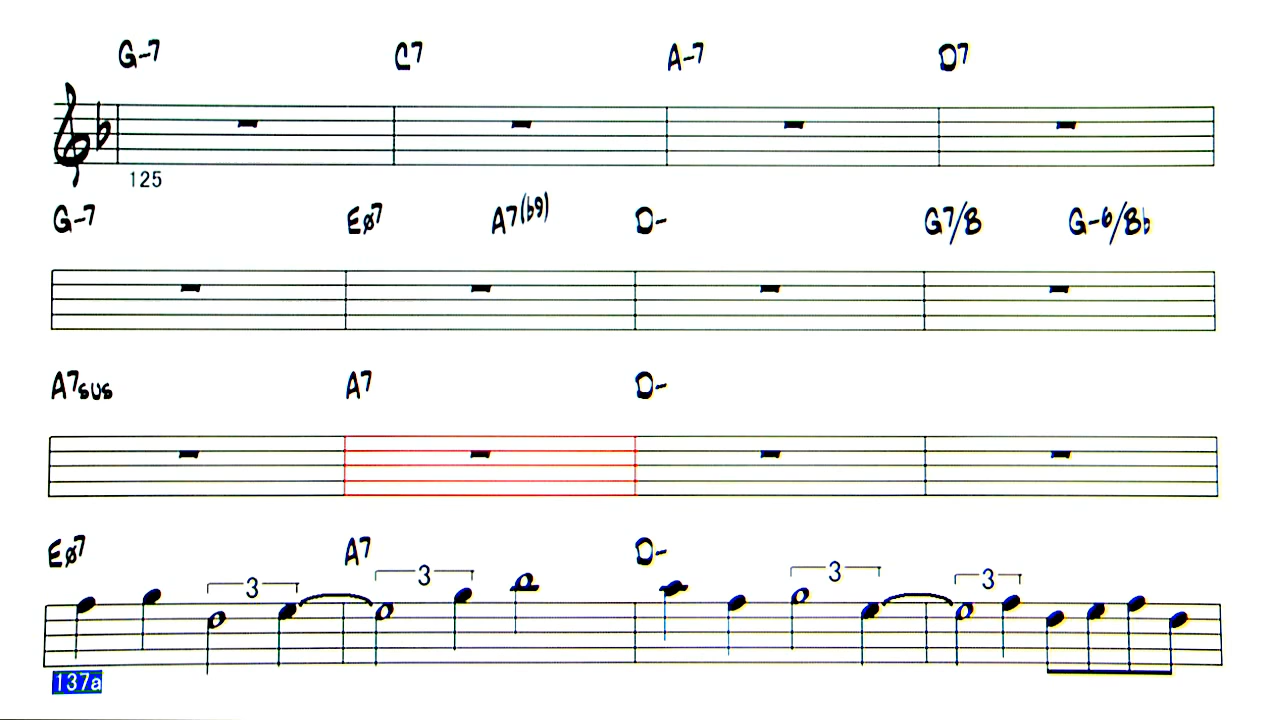 G-7 C7 A-7 D7
125
G-7 Eø7 A7(b9) D- G7/B G-6/Bb
A7sus A7 D-
Eø7 A7 D-
3 3 3 3
137a